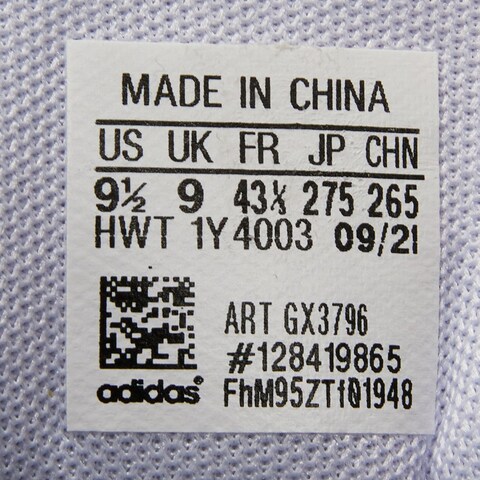 MADE IN CHINA
US UK FR JP CHN
9½ 9 43⅓ 275 265
HWT 1Y4003 09/21
ART GX3796
#128419865
adidas® FhM95ZTf01948